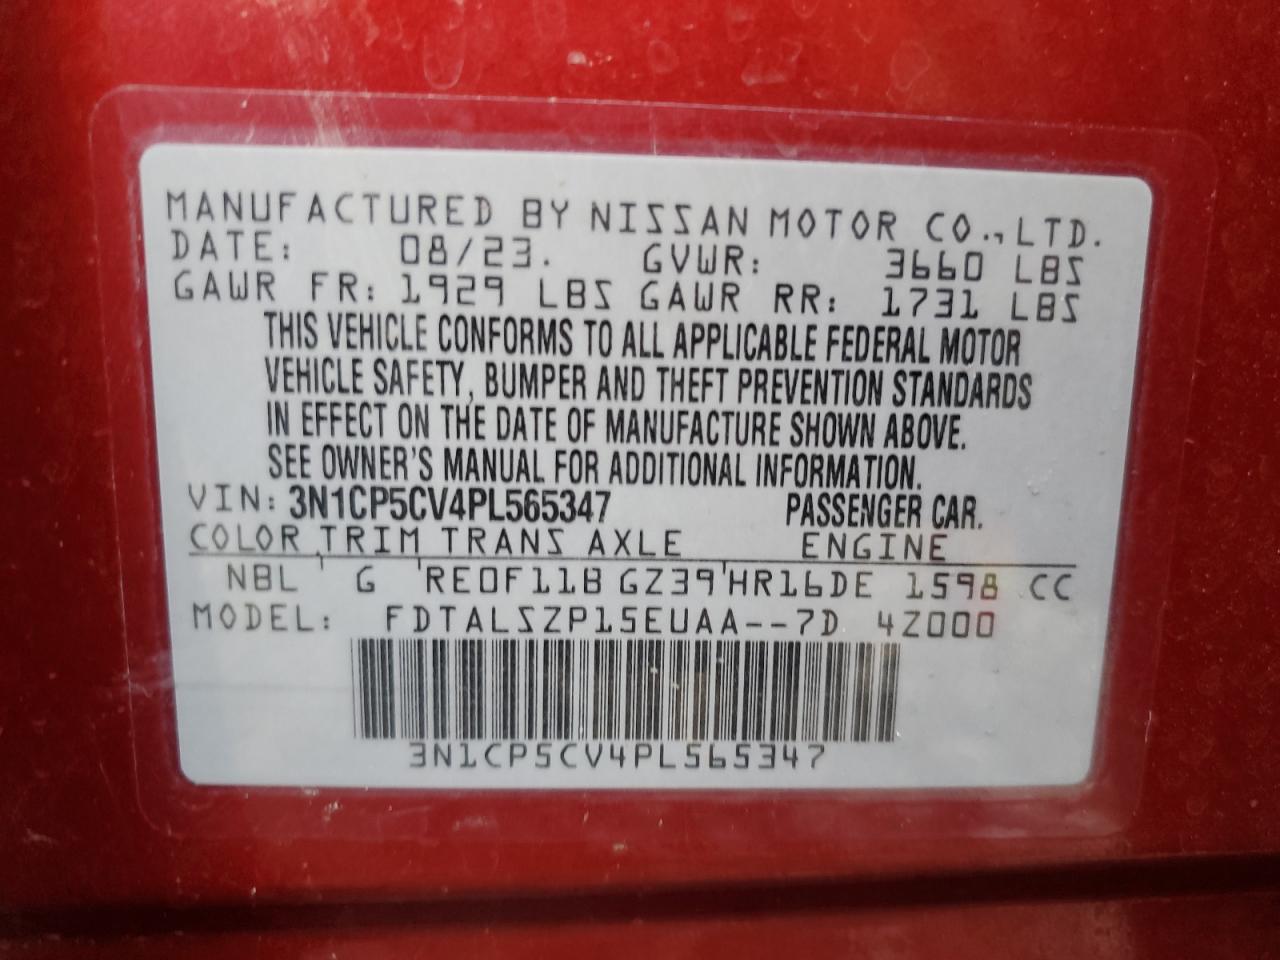 MANUFACTURED BY NISSAN MOTOR CO., LTD.
DATE: 08/23. GVWR: 3660 LBS
GAWR FR: 1929 LBS GAWR RR: 1731 LBS
THIS VEHICLE CONFORMS TO ALL APPLICABLE FEDERAL MOTOR
VEHICLE SAFETY, BUMPER AND THEFT PREVENTION STANDARDS
IN EFFECT ON THE DATE OF MANUFACTURE SHOWN ABOVE.
SEE OWNER'S MANUAL FOR ADDITIONAL INFORMATION.
VIN: 3N1CP5CV4PL565347 PASSENGER CAR.
COLOR TRIM TRANS AXLE ENGINE
NBL G RE0F11B GZ39 HR16DE 1598 CC
MODEL: FDTALSZP15EUAA--7D 4Z000
3N1CP5CV4PL565347